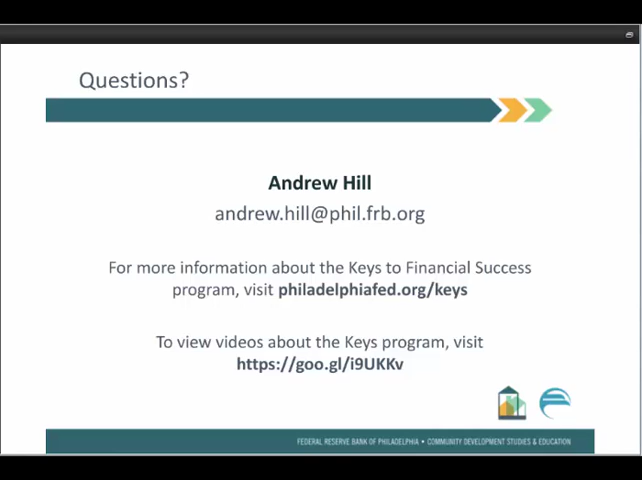 Questions?
Andrew Hill
andrew.hill@phil.frb.org
For more information about the Keys to Financial Success
program, visit philadelphiafed.org/keys
To view videos about the Keys program, visit
https://goo.gl/i9UKKv
FEDERAL RESERVE BANK OF PHILADELPHIA • COMMUNITY DEVELOPMENT STUDIES & EDUCATION